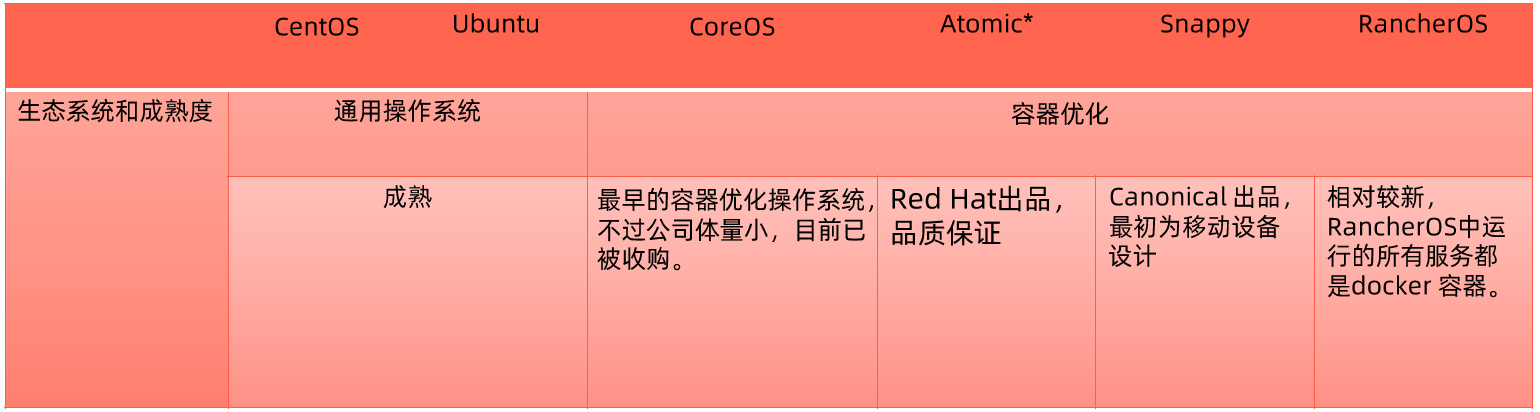 CentOS
Ubuntu
CoreOS
Atomic*
Snappy
RancherOS
生态系统和成熟度
通用操作系统
容器优化
成熟
最早的容器优化操作系统，
不过公司体量小，目前已
被收购。
Red Hat出品，
品质保证
Canonical 出品，
最初为移动设备
设计
相对较新，
RancherOS中运
行的所有服务都
是docker 容器。